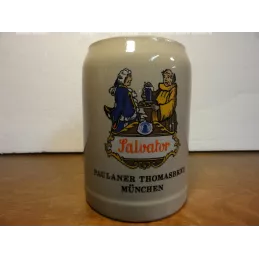 Salvator
PAULANER THOMASBRÄU
MÜNCHEN